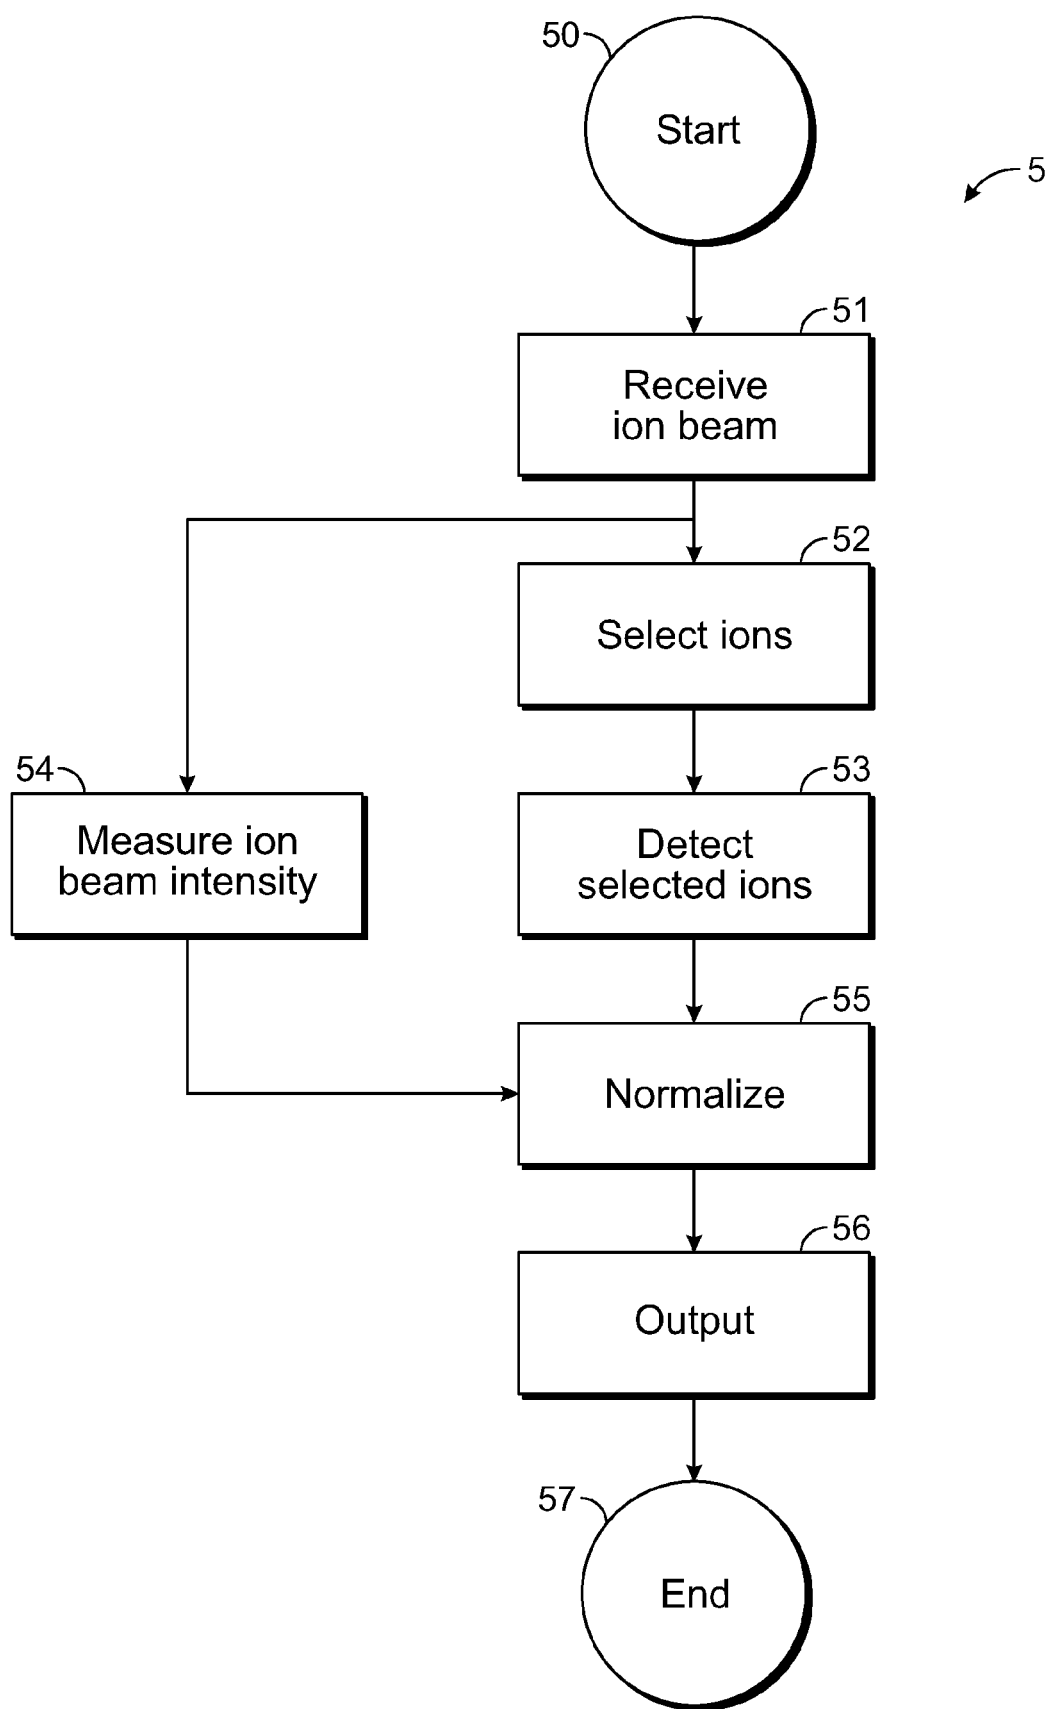 50
Start
5
51
Receive
ion beam
52
Select ions
54
Measure ion
beam intensity
53
Detect
selected ions
55
Normalize
56
Output
57
End